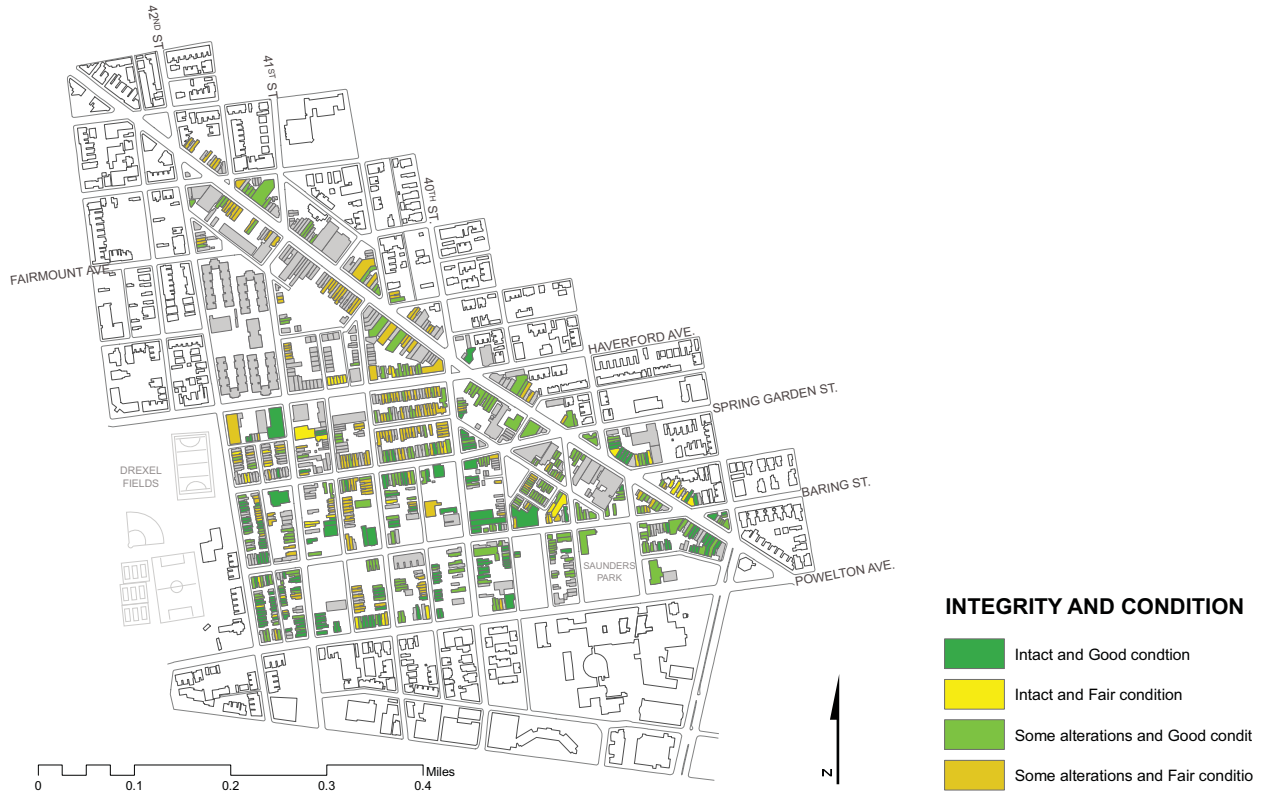 42ND ST
41ST ST
40TH ST
FAIRMOUNT AVE.
HAVERFORD AVE.
SPRING GARDEN ST.
DREXEL
FIELDS
BARING ST.
SAUNDERS
PARK
POWELTON AVE.
INTEGRITY AND CONDITION
Intact and Good condtion
Intact and Fair condition
Some alterations and Good condit
Some alterations and Fair conditio
Miles
0 0.1 0.2 0.3 0.4
N